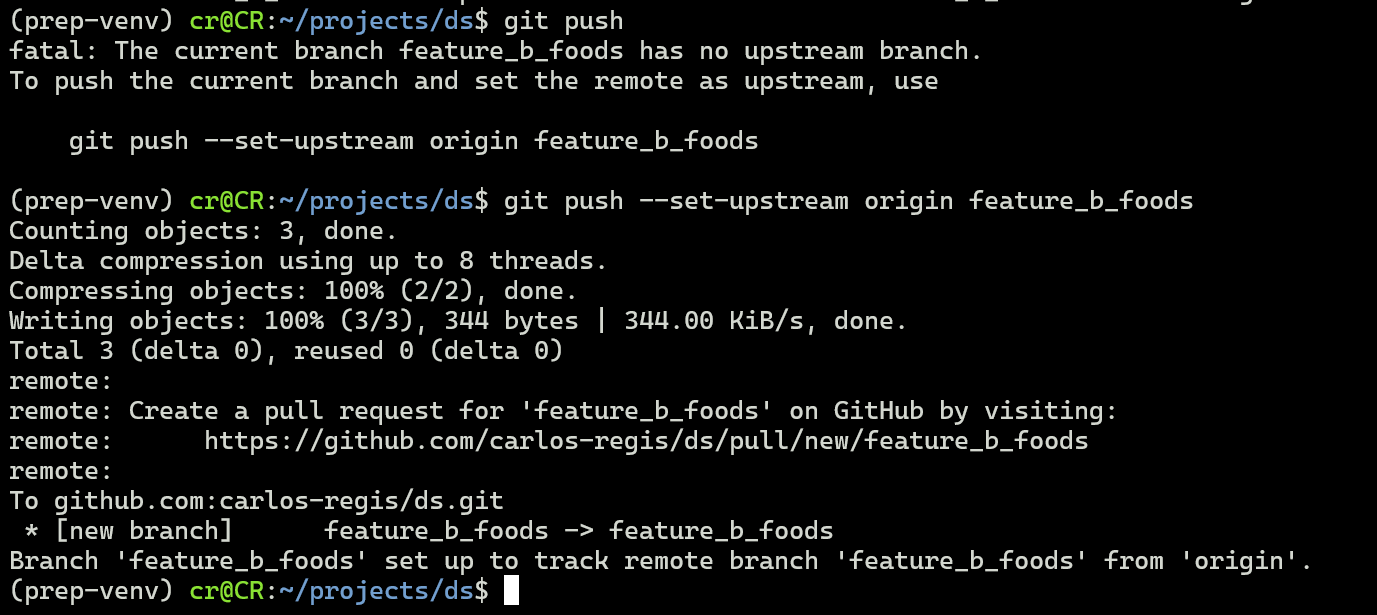 (prep-venv) cr@CR:~/projects/ds$ git push
fatal: The current branch feature_b_foods has no upstream branch.
To push the current branch and set the remote as upstream, use
    git push --set-upstream origin feature_b_foods
(prep-venv) cr@CR:~/projects/ds$ git push --set-upstream origin feature_b_foods
Counting objects: 3, done.
Delta compression using up to 8 threads.
Compressing objects: 100% (2/2), done.
Writing objects: 100% (3/3), 344 bytes | 344.00 KiB/s, done.
Total 3 (delta 0), reused 0 (delta 0)
remote:
remote: Create a pull request for 'feature_b_foods' on GitHub by visiting:
remote:      https://github.com/carlos-regis/ds/pull/new/feature_b_foods
remote:
To github.com:carlos-regis/ds.git
 * [new branch]      feature_b_foods -> feature_b_foods
Branch 'feature_b_foods' set up to track remote branch 'feature_b_foods' from 'origin'.
(prep-venv) cr@CR:~/projects/ds$